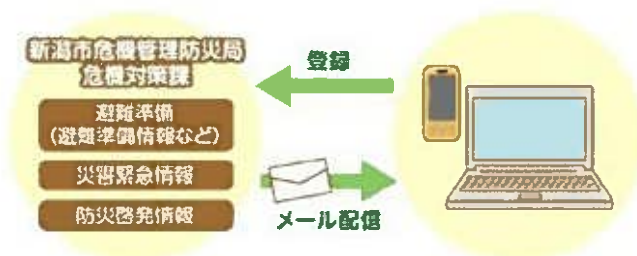 新潟市危機管理防災局
危機対策課
避難準備
(避難準備情報など)
災害緊急情報
防災啓発情報
登録
メール配信